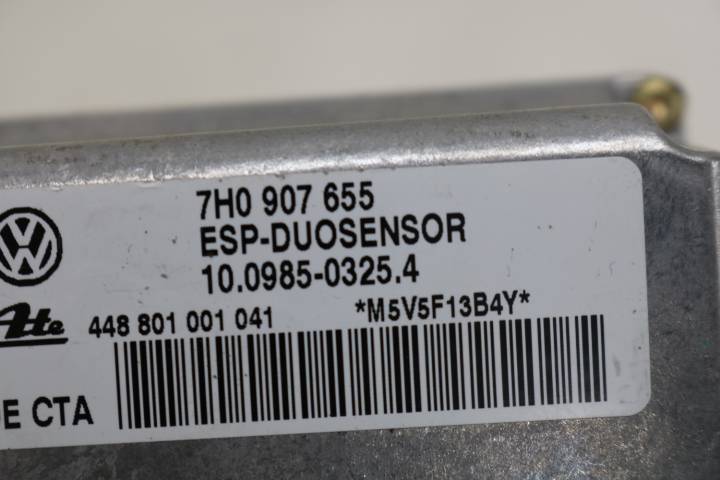 7H0 907 655
ESP-DUOSENSOR
10.0985-0325.4
Ate 448 801 001 041 *M5V5F13B4Y*
E CTA